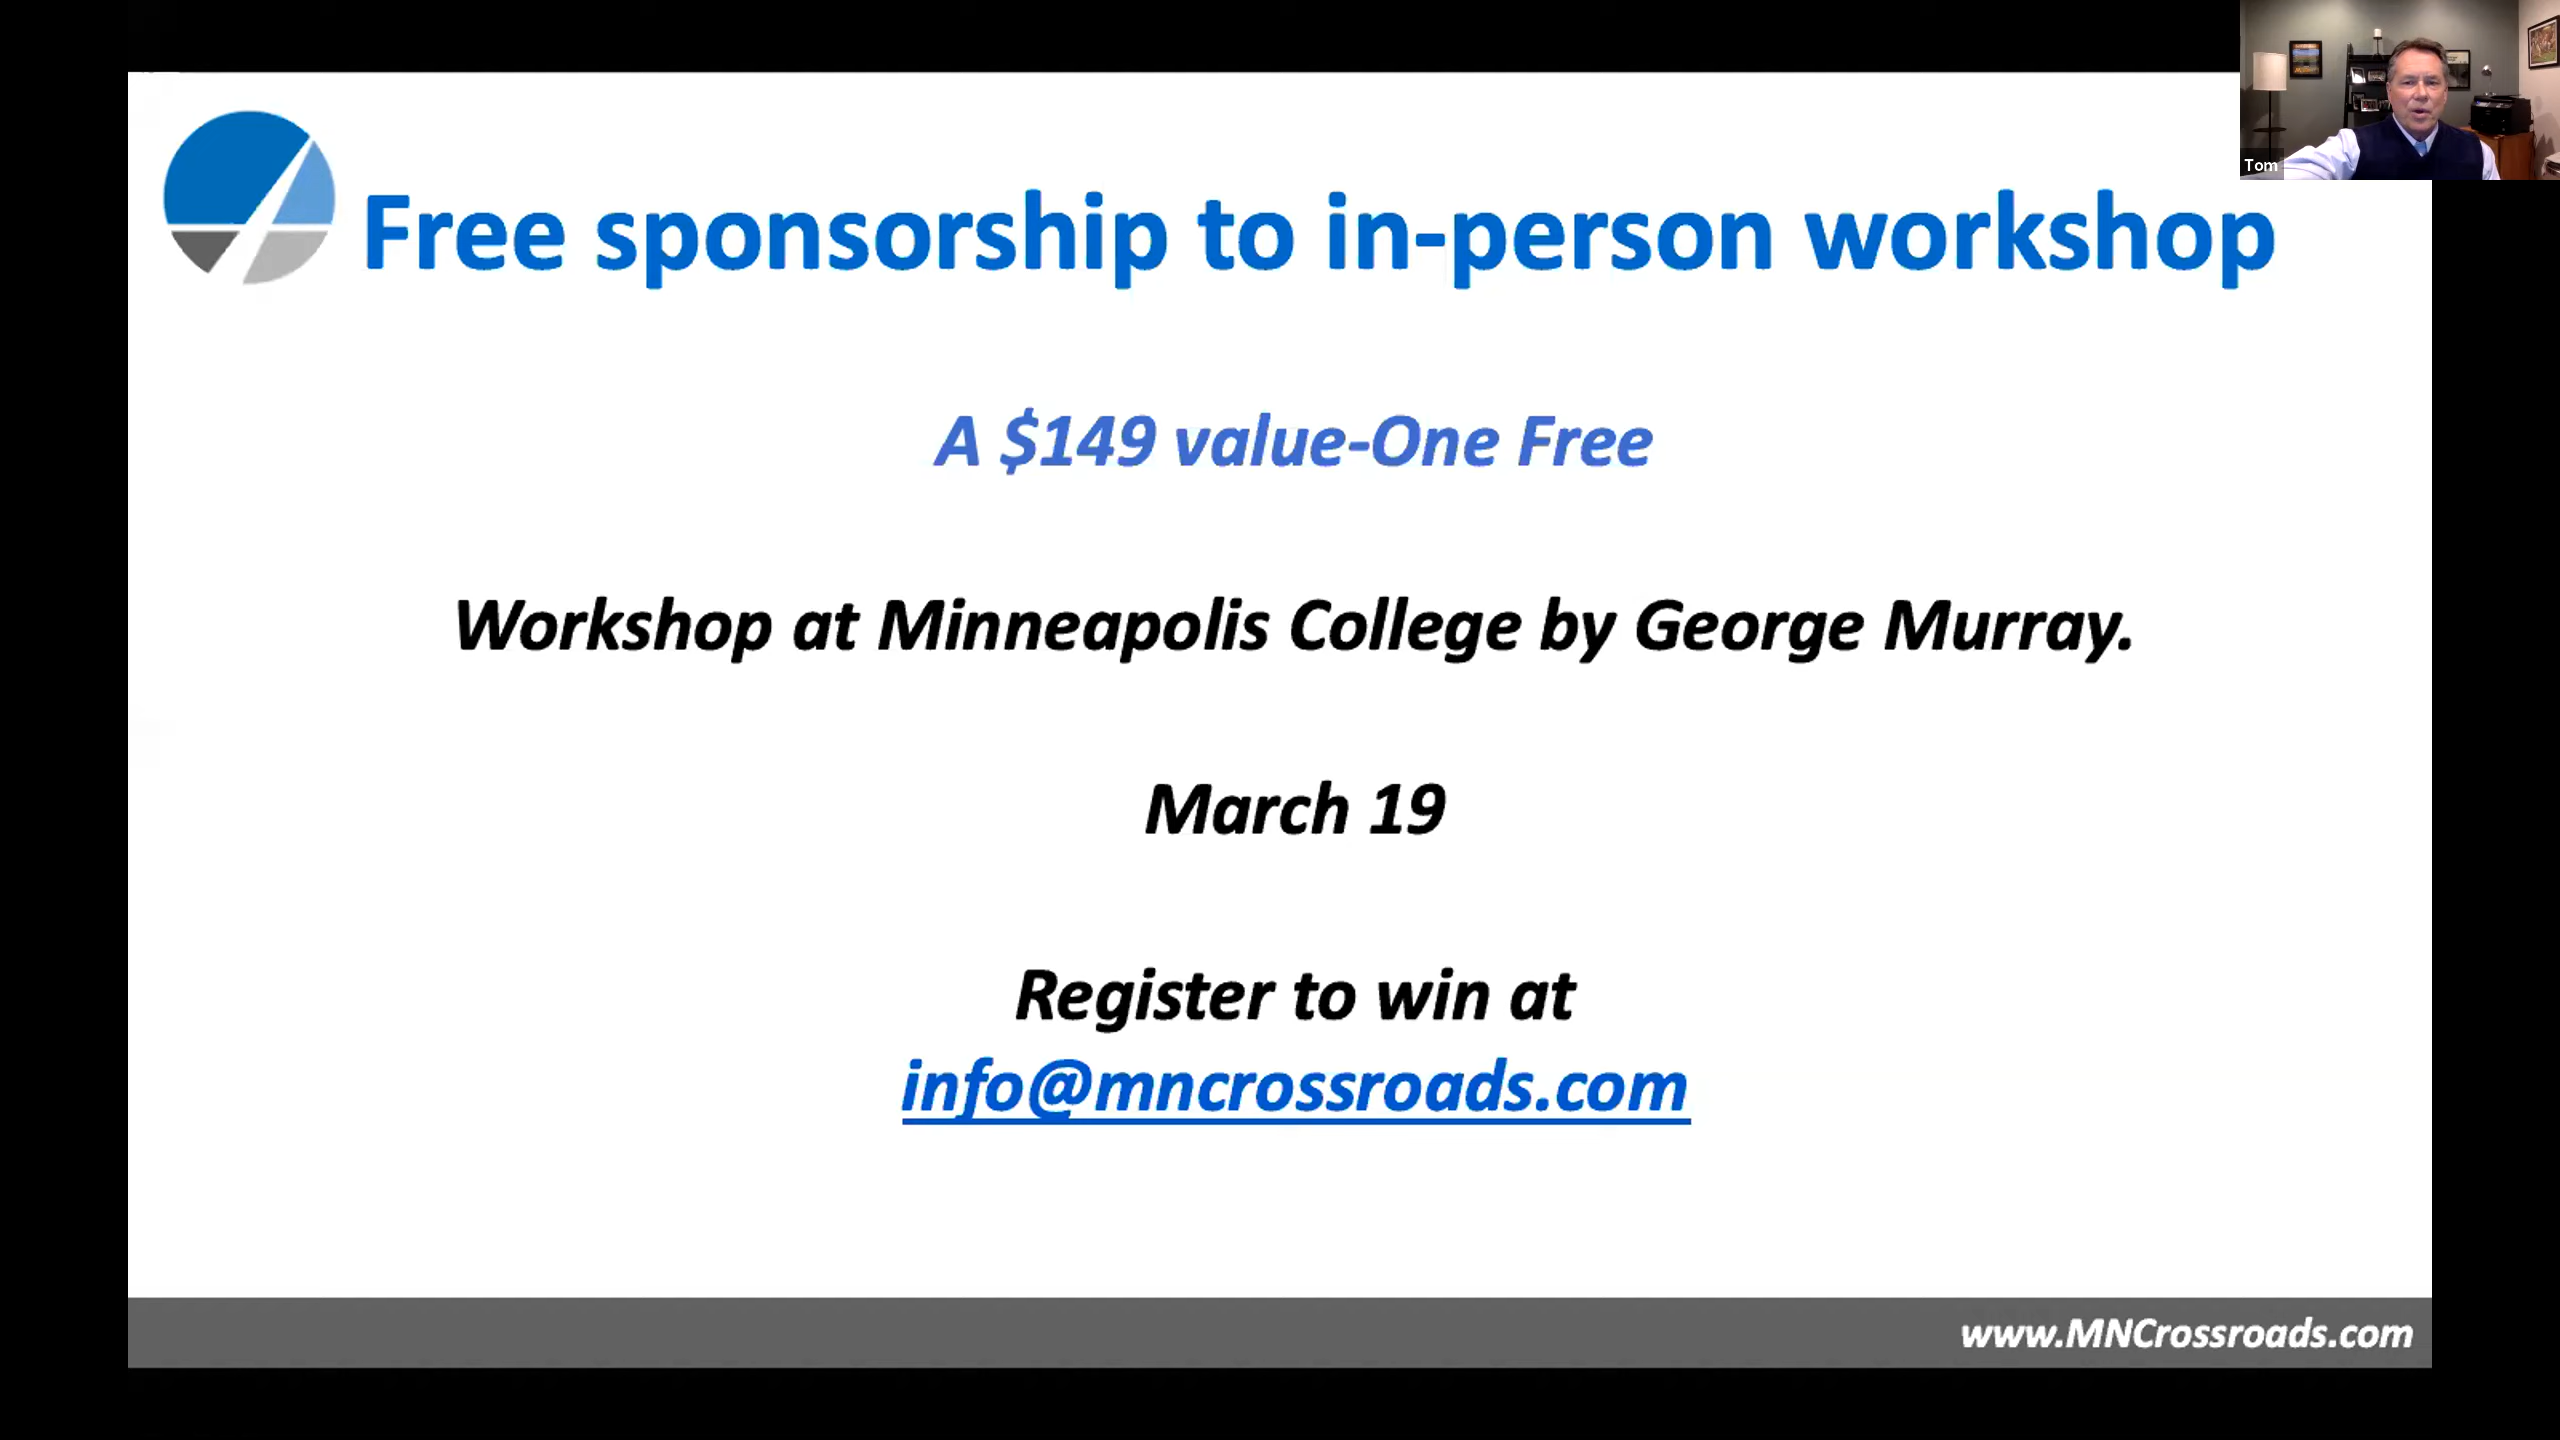 Tom
Free sponsorship to in-person workshop
A $149 value-One Free
Workshop at Minneapolis College by George Murray.
March 19
Register to win at
info@mncrossroads.com
www.MNCrossroads.com